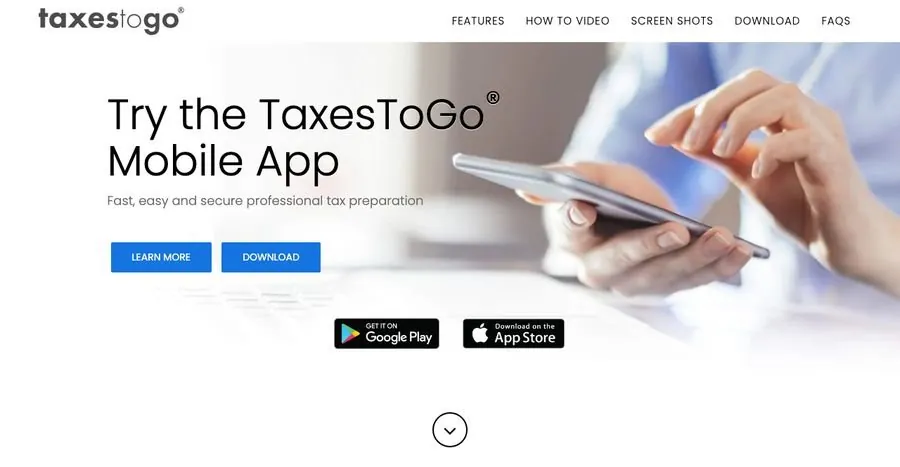 taxestogo®
FEATURES HOW TO VIDEO SCREEN SHOTS DOWNLOAD FAQS
Try the TaxesToGo®
Mobile App
Fast, easy and secure professional tax preparation
LEARN MORE DOWNLOAD
GET IT ON
Google Play
Download on the
App Store